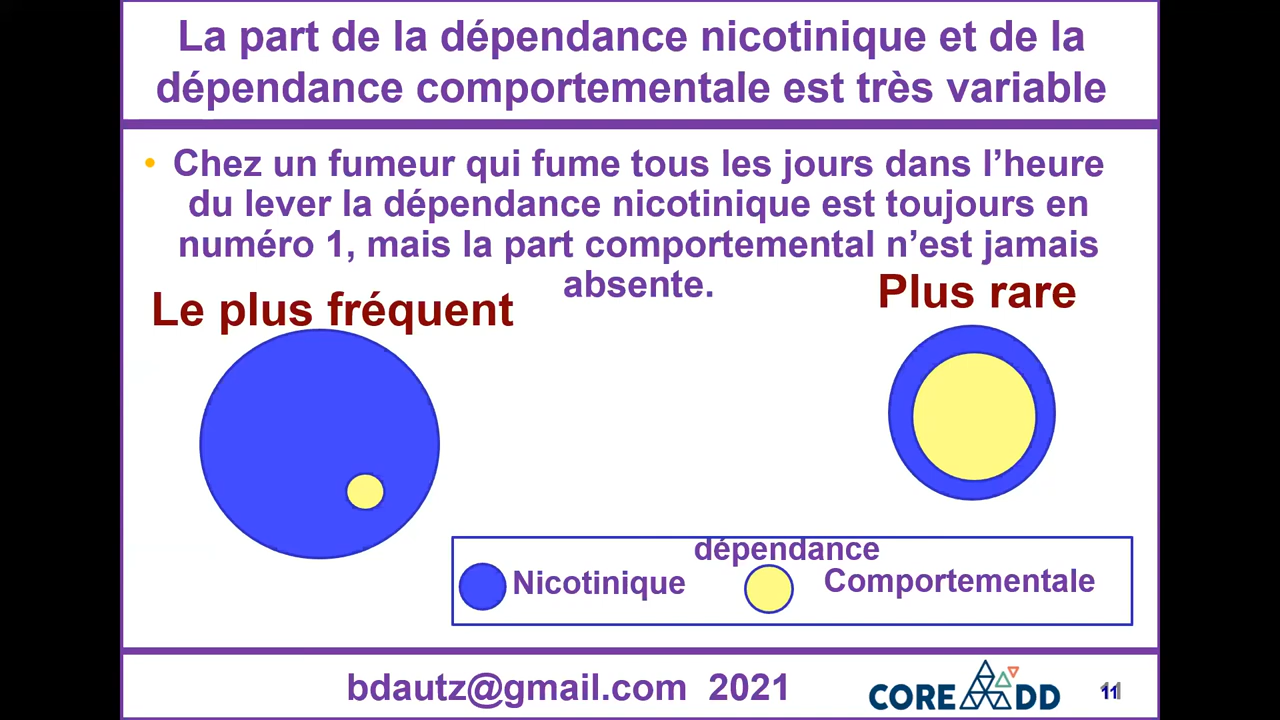 La part de la dépendance nicotinique et de la
dépendance comportementale est très variable
• Chez un fumeur qui fume tous les jours dans l’heure
du lever la dépendance nicotinique est toujours en
numéro 1, mais la part comportemental n’est jamais
absente.
Le plus fréquent
Plus rare
dépendance
Nicotinique
Comportementale
bdautz@gmail.com 2021
COREADD
11